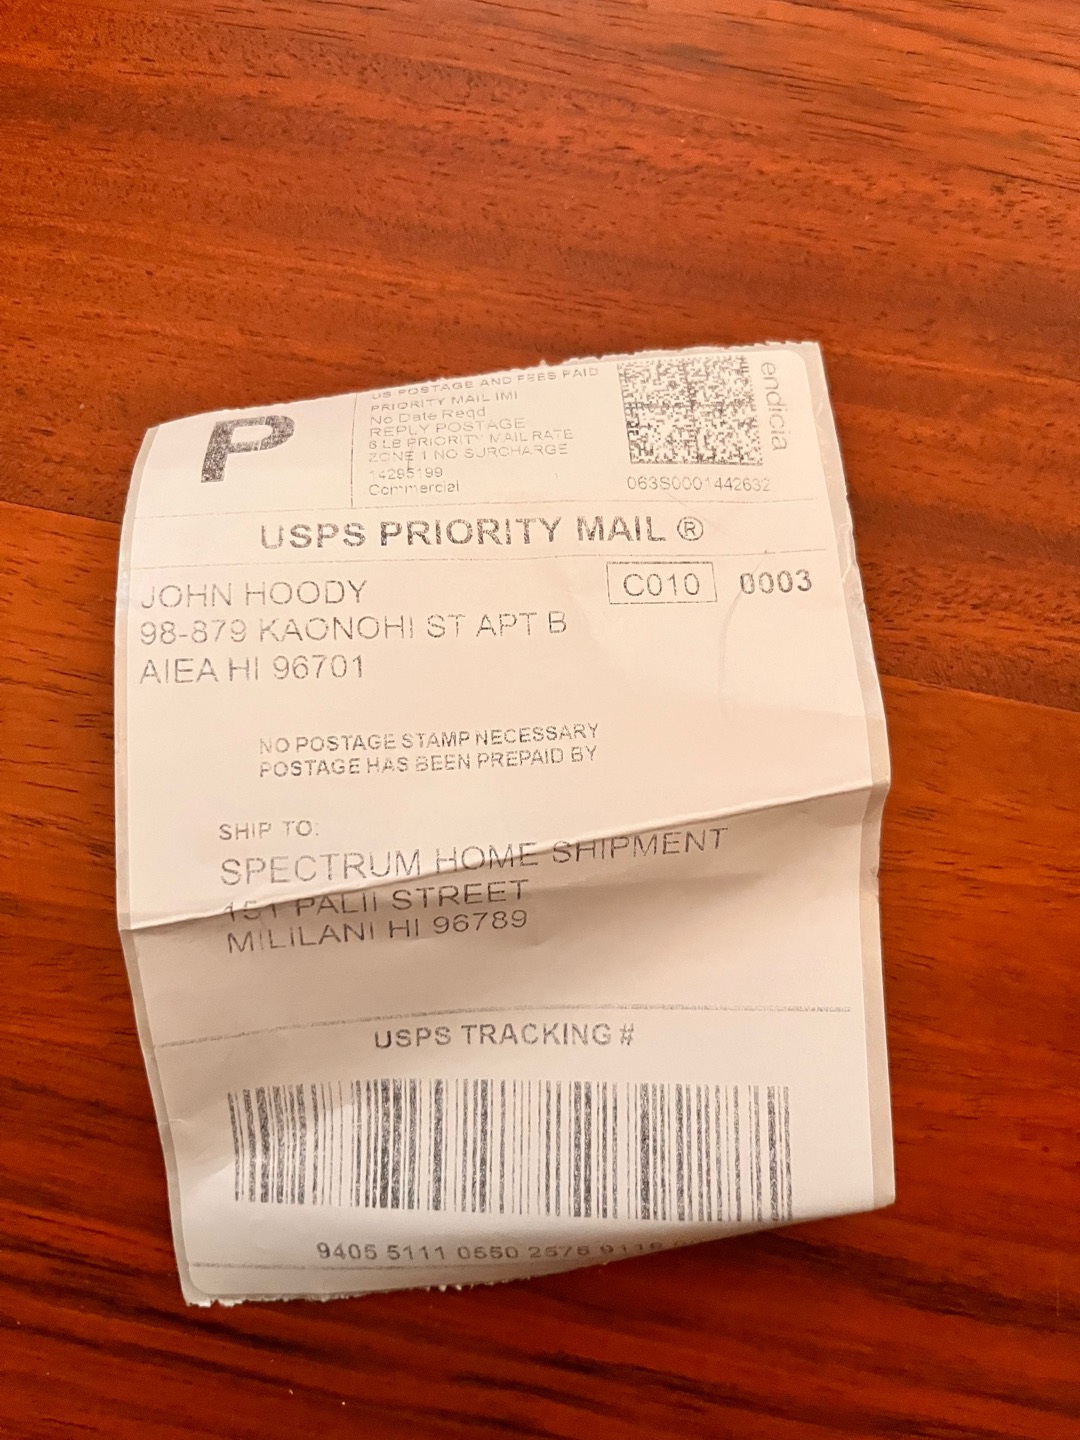 P
US POSTAGE AND FEES PAID
PRIORITY MAIL IMI
No Date Reqd
REPLY POSTAGE
6 LB PRIORITY MAIL RATE
ZONE 1 NO SURCHARGE
14295199
Commercial
endicia
063S0001442632
USPS PRIORITY MAIL ®
JOHN HOODY
C010 0003
98-879 KAONOHI ST APT B
AIEA HI 96701
NO POSTAGE STAMP NECESSARY
POSTAGE HAS BEEN PREPAID BY
SHIP TO:
SPECTRUM HOME SHIPMENT
151 PALII STREET
MILILANI HI 96789
USPS TRACKING #
9405 5111 0550 2576